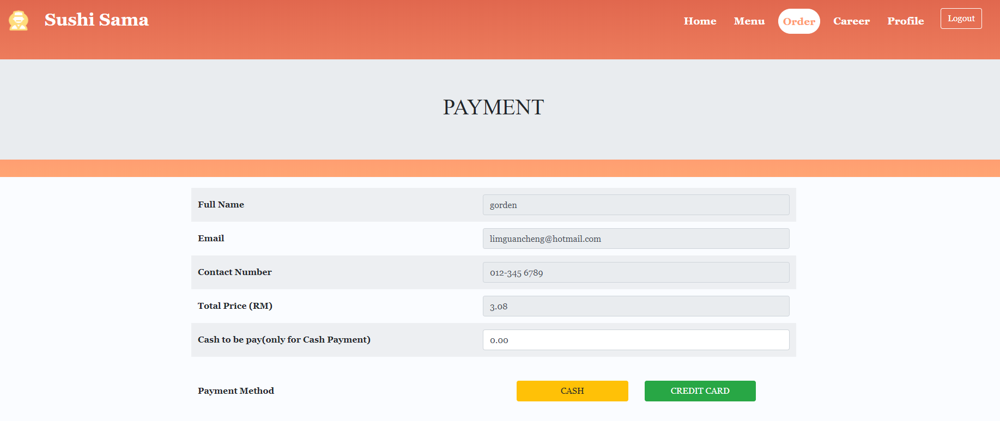 Sushi Sama
Home Menu Order Career Profile Logout
PAYMENT
Full Name gorden
Email limguancheng@hotmail.com
Contact Number 012-345 6789
Total Price (RM) 3.08
Cash to be pay(only for Cash Payment) 0.00
Payment Method CASH CREDIT CARD